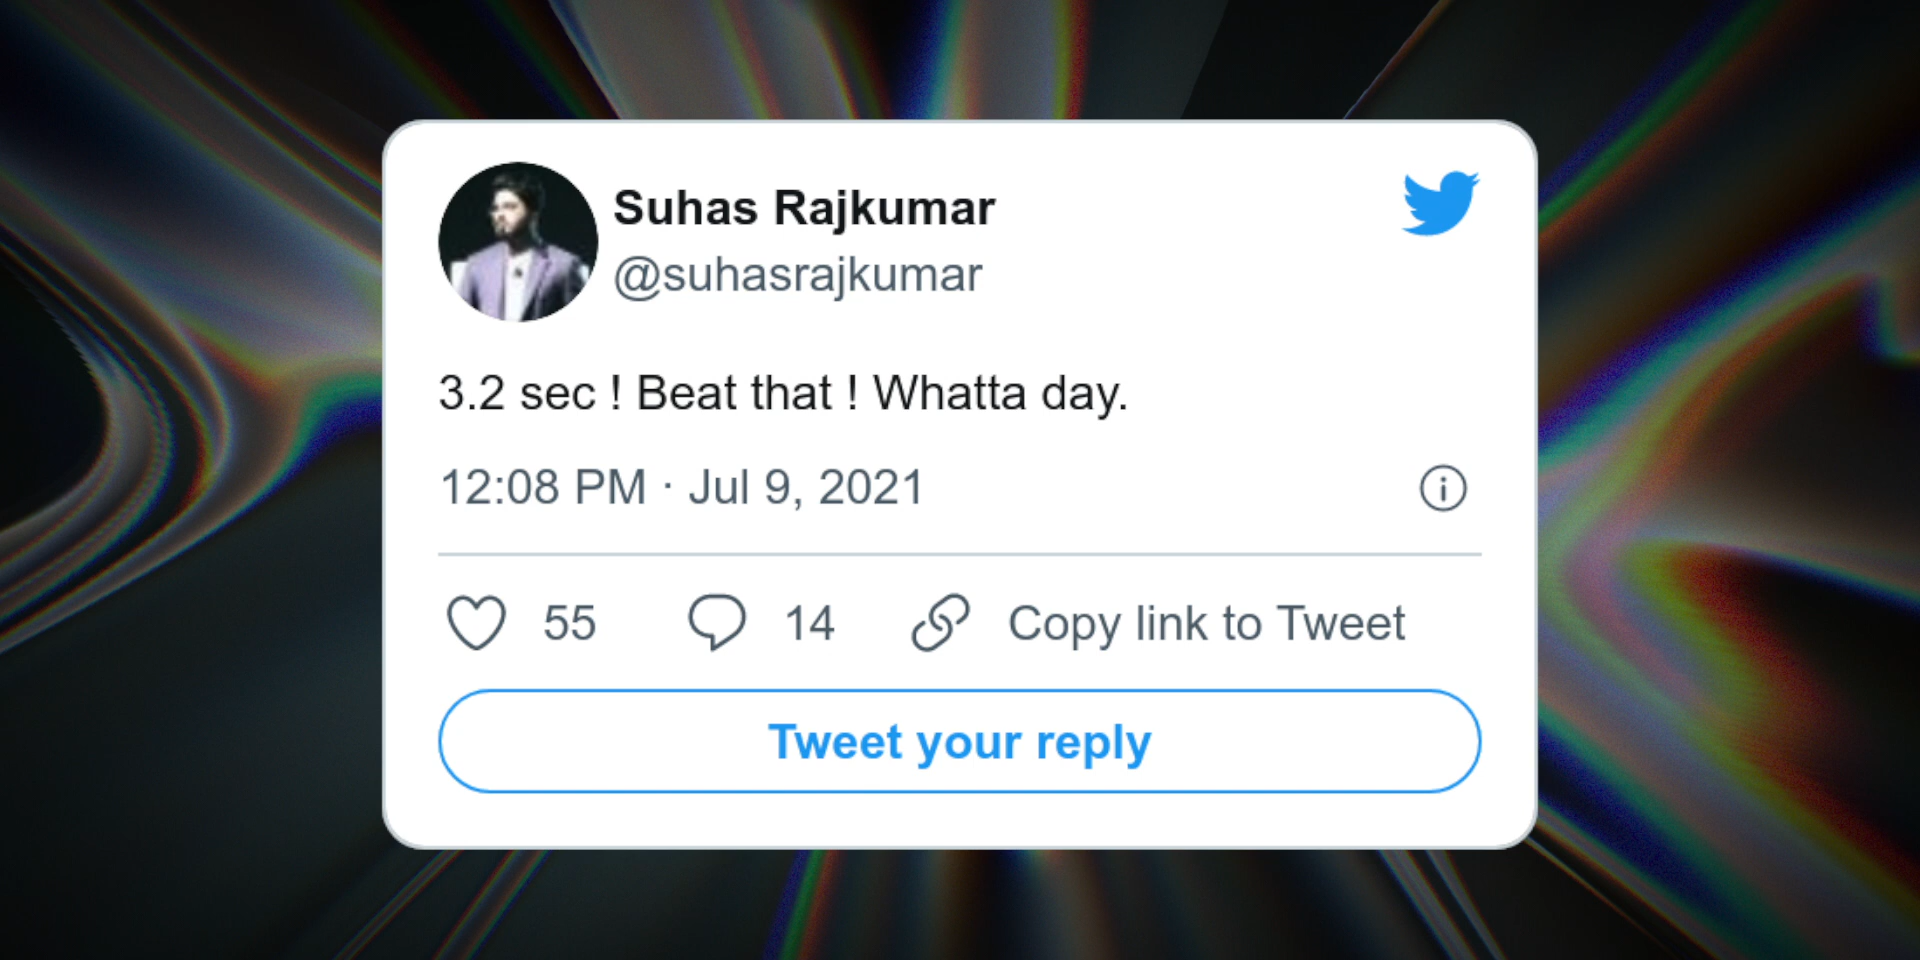 Suhas Rajkumar
@suhasrajkumar
3.2 sec ! Beat that ! Whatta day.
12:08 PM · Jul 9, 2021
55 14 Copy link to Tweet
Tweet your reply